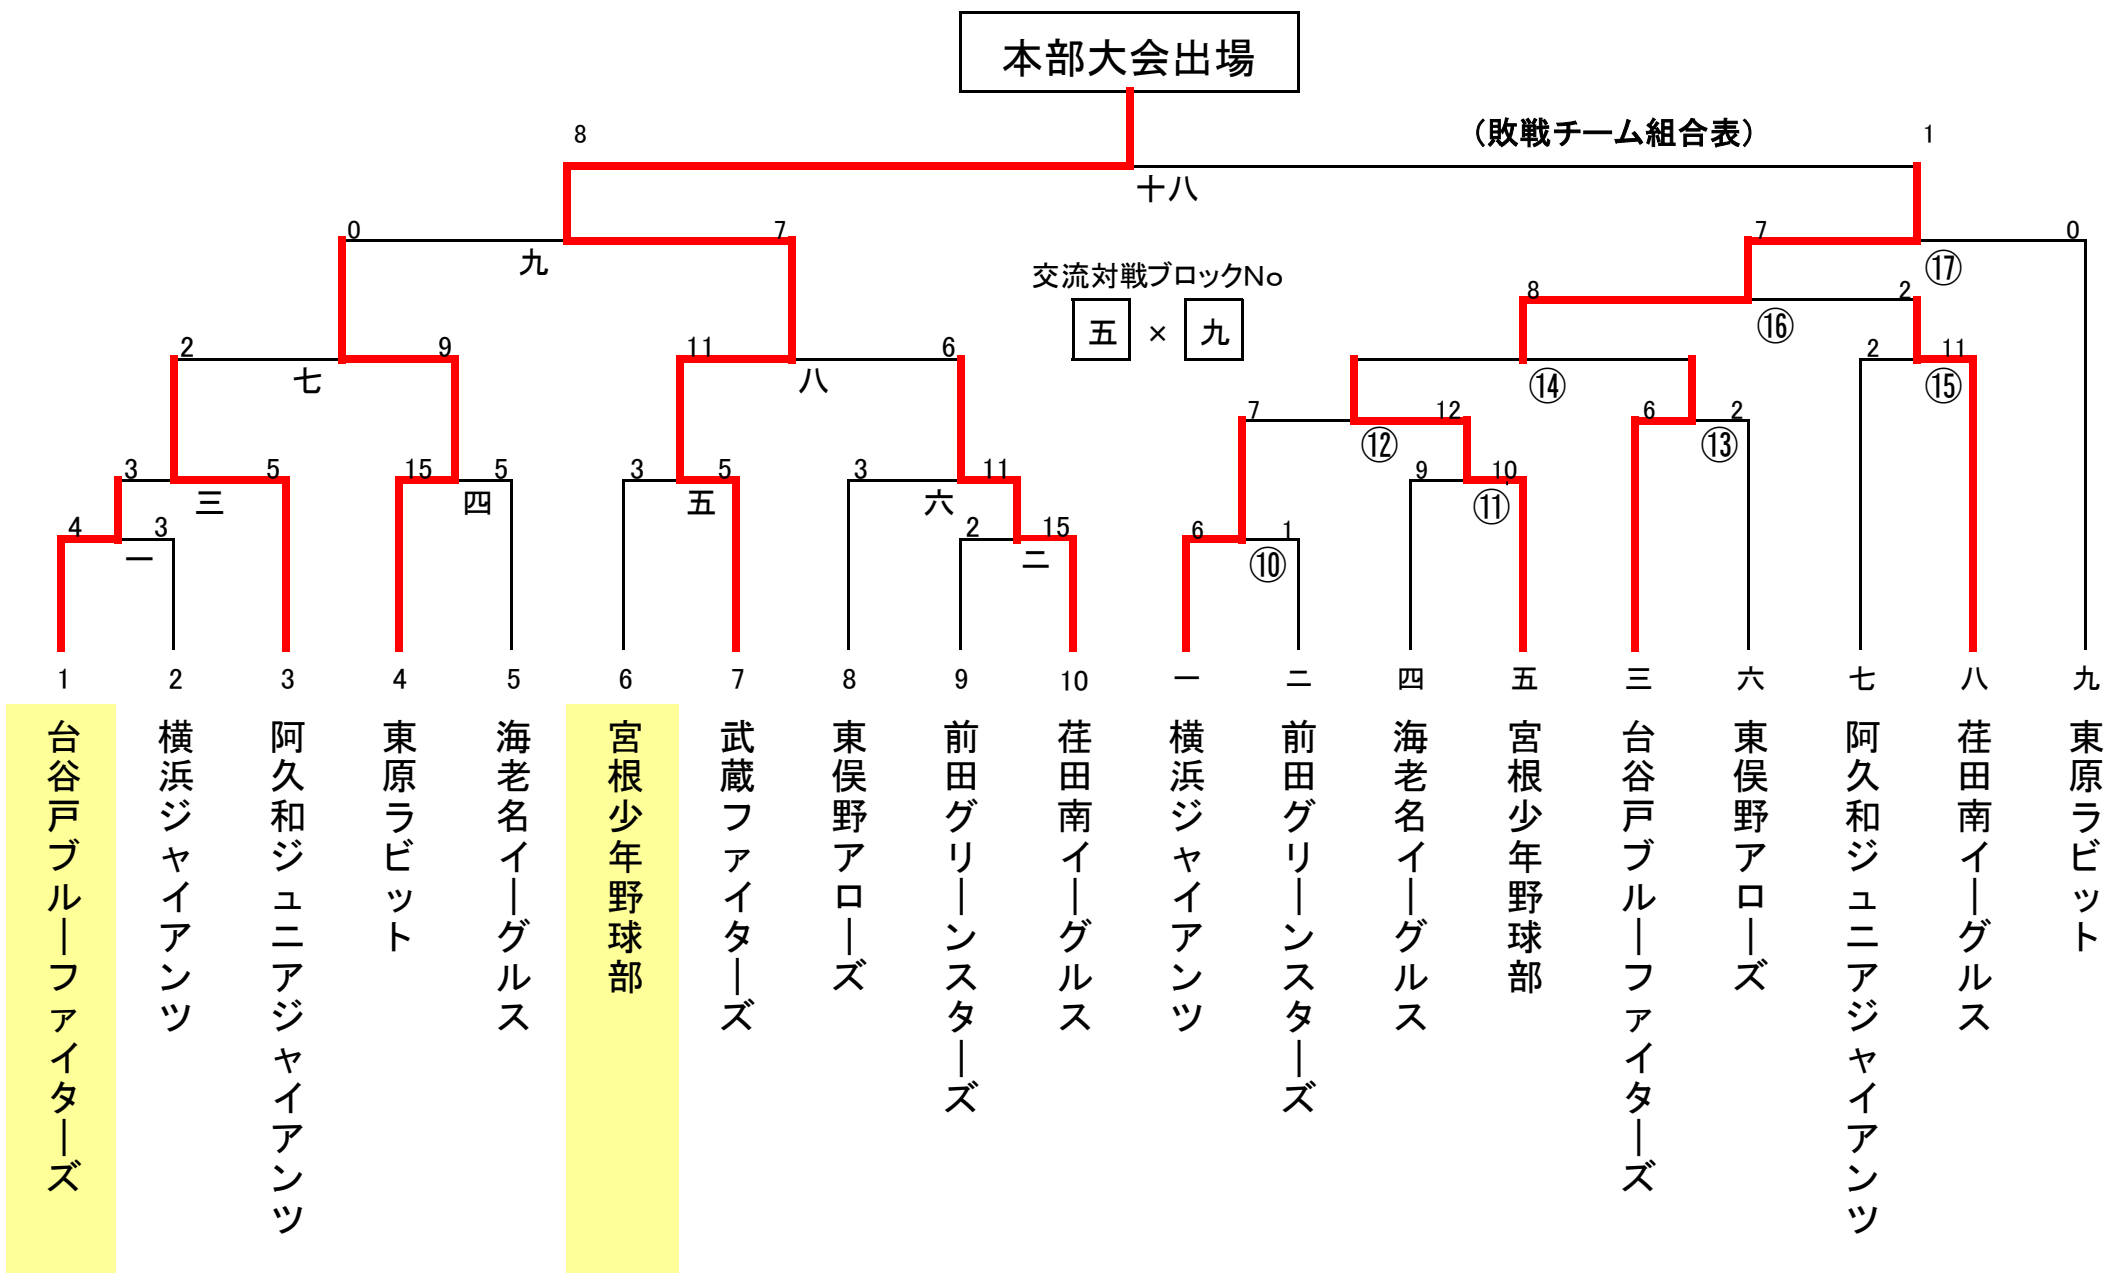 本部大会出場
8
（敗戦チーム組合表）
1
十八
0
7
7
0
九
⑰
交流対戦ブロックNo
五 × 九
8
2
⑯
2
9
11
6
2
11
七
八
⑭
⑮
7
12
6
2
⑫
⑬
3
5
15
5
3
5
3
11
9
10
三
四
五
六
⑪
4
3
2
15
6
1
一
二
⑩
1
2
3
4
5
6
7
8
9
10
一
二
四
五
三
六
七
八
九
台谷戸ブルーファイターズ
横浜ジャイアンツ
阿久和ジュニアジャイアンツ
東原ラビット
海老名イーグルス
宮根少年野球部
武蔵ファイターズ
東俣野アローズ
前田グリーンスターズ
荏田南イーグルス
横浜ジャイアンツ
前田グリーンスターズ
海老名イーグルス
宮根少年野球部
台谷戸ブルーファイターズ
東俣野アローズ
阿久和ジュニアジャイアンツ
荏田南イーグルス
東原ラビット